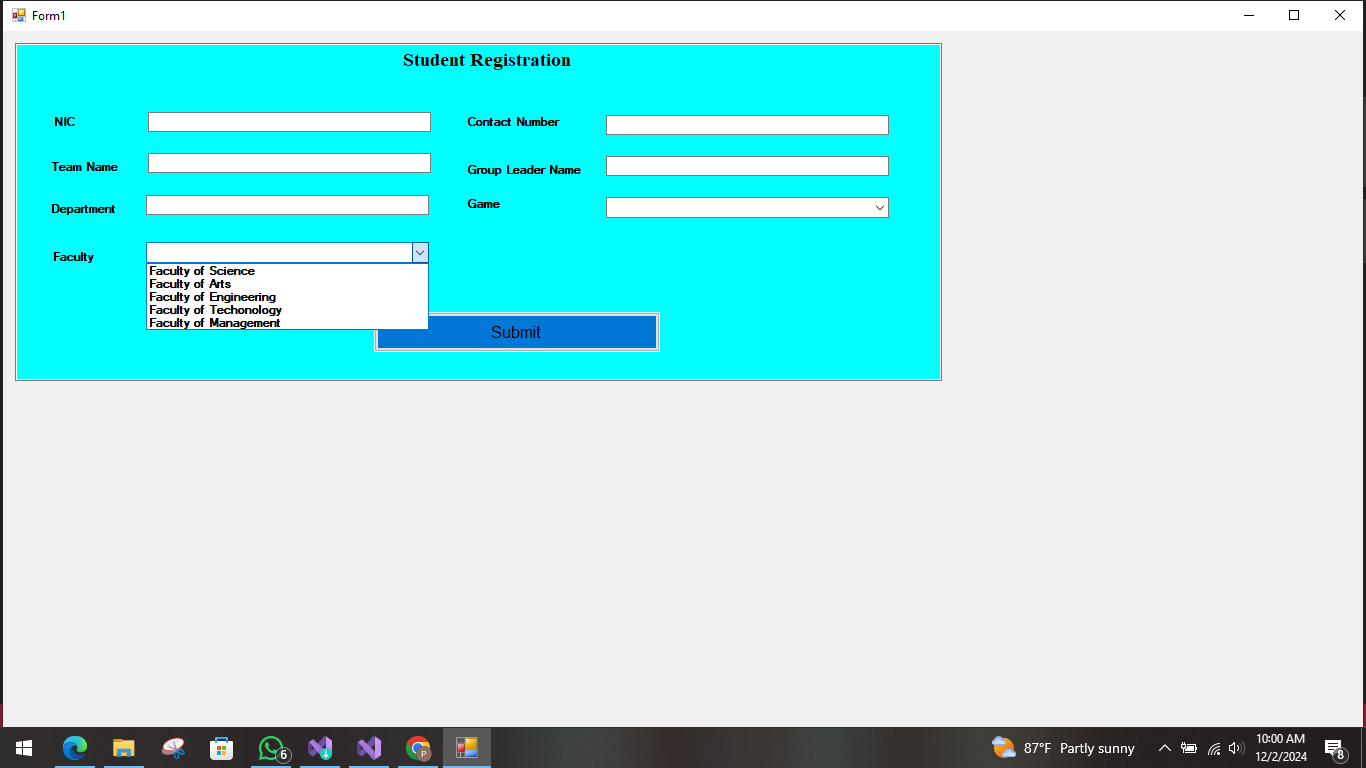 Form1
Student Registration
NIC
Contact Number
Team Name
Group Leader Name
Department
Game
Faculty
Faculty of Science
Faculty of Arts
Faculty of Engineering
Faculty of Techonology
Faculty of Management
Submit
6
P
87°F Partly sunny
10:00 AM
12/2/2024
8